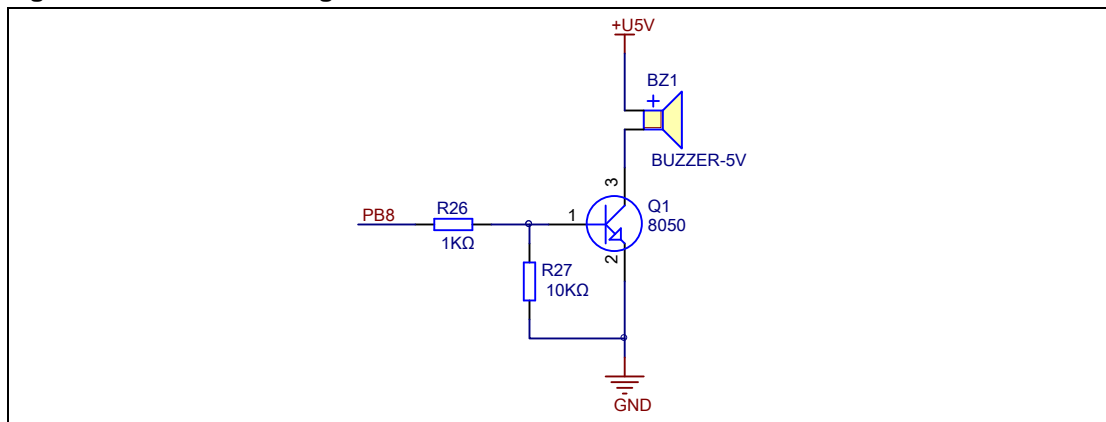 +U5V
BZ1
+
BUZZER-5V
3
Q1
8050
PB8
R26
1KΩ
1
2
R27
10KΩ
GND